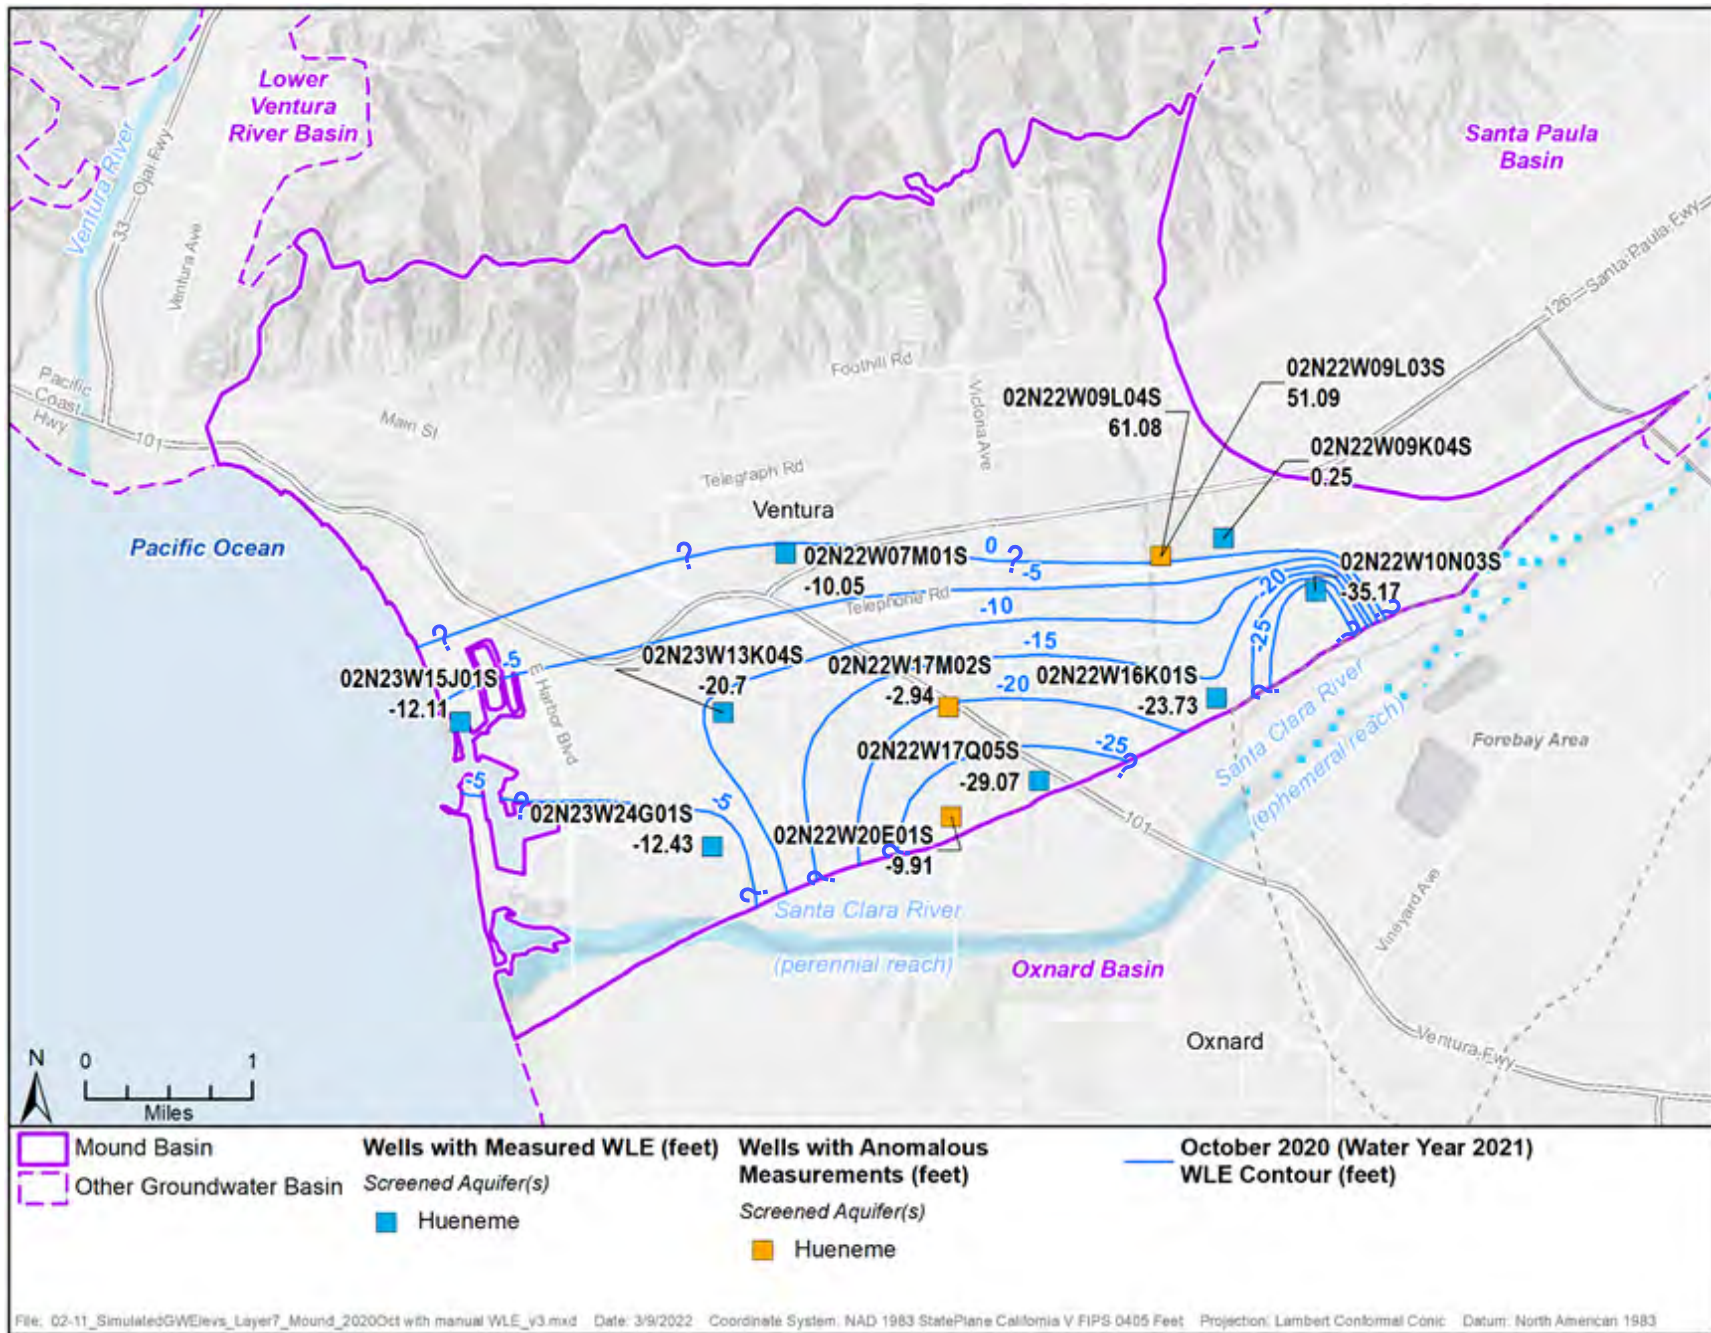 Lower
Ventura
River Basin
Santa Paula
Basin
Ventura River
33
Ojai Fwy
Ventura Ave
126
Santa Paula Fwy
Pacific
Coast
Hwy
101
Main St
Foothill Rd
Victoria Ave
Telegraph Rd
Ventura
02N22W09L04S
61.08
02N22W09L03S
51.09
02N22W09K04S
0.25
Pacific Ocean
?
02N22W07M01S
-10.05
0
?
-5
02N22W10N03S
-35.17
-20
-25
?
?
?
Telephone Rd
-10
-15
?
-5
02N23W15J01S
-12.11
E Harbor Blvd
02N23W13K04S
-20.7
02N22W17M02S
-2.94
-20
02N22W16K01S
-23.73
?
02N22W17Q05S
-29.07
-25
?
Santa Clara River
(ephemeral reach)
Forebay Area
-5
?
02N23W24G01S
-12.43
-5
02N22W20E01S
-9.91
?
?
?
101
Vineyard Ave
Santa Clara River
(perennial reach)
Oxnard Basin
Oxnard
Ventura Fwy
N
0
1
Miles
Mound Basin
Other Groundwater Basin
Wells with Measured WLE (feet)
Screened Aquifer(s)
Hueneme
Wells with Anomalous
Measurements (feet)
Screened Aquifer(s)
Hueneme
October 2020 (Water Year 2021)
WLE Contour (feet)
File: 02-11_SimulatedGWElevs_Layer7_Mound_2020Oct with manual WLE_v3.mxd Date: 3/9/2022 Coordinate System: NAD 1983 StatePlane California V FIPS 0405 Feet Projection: Lambert Conformal Conic Datum: North American 1983